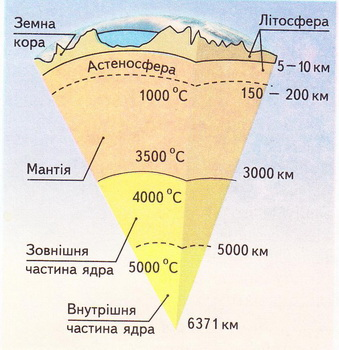 Земна
кора
Літосфера
Астеносфера
5–10 км
1000 °C
150 – 200 км
3500 °C
Мантія
3000 км
4000 °C
Зовнішня
частина ядра
5000 км
5000 °C
Внутрішня
частина ядра
6371 км